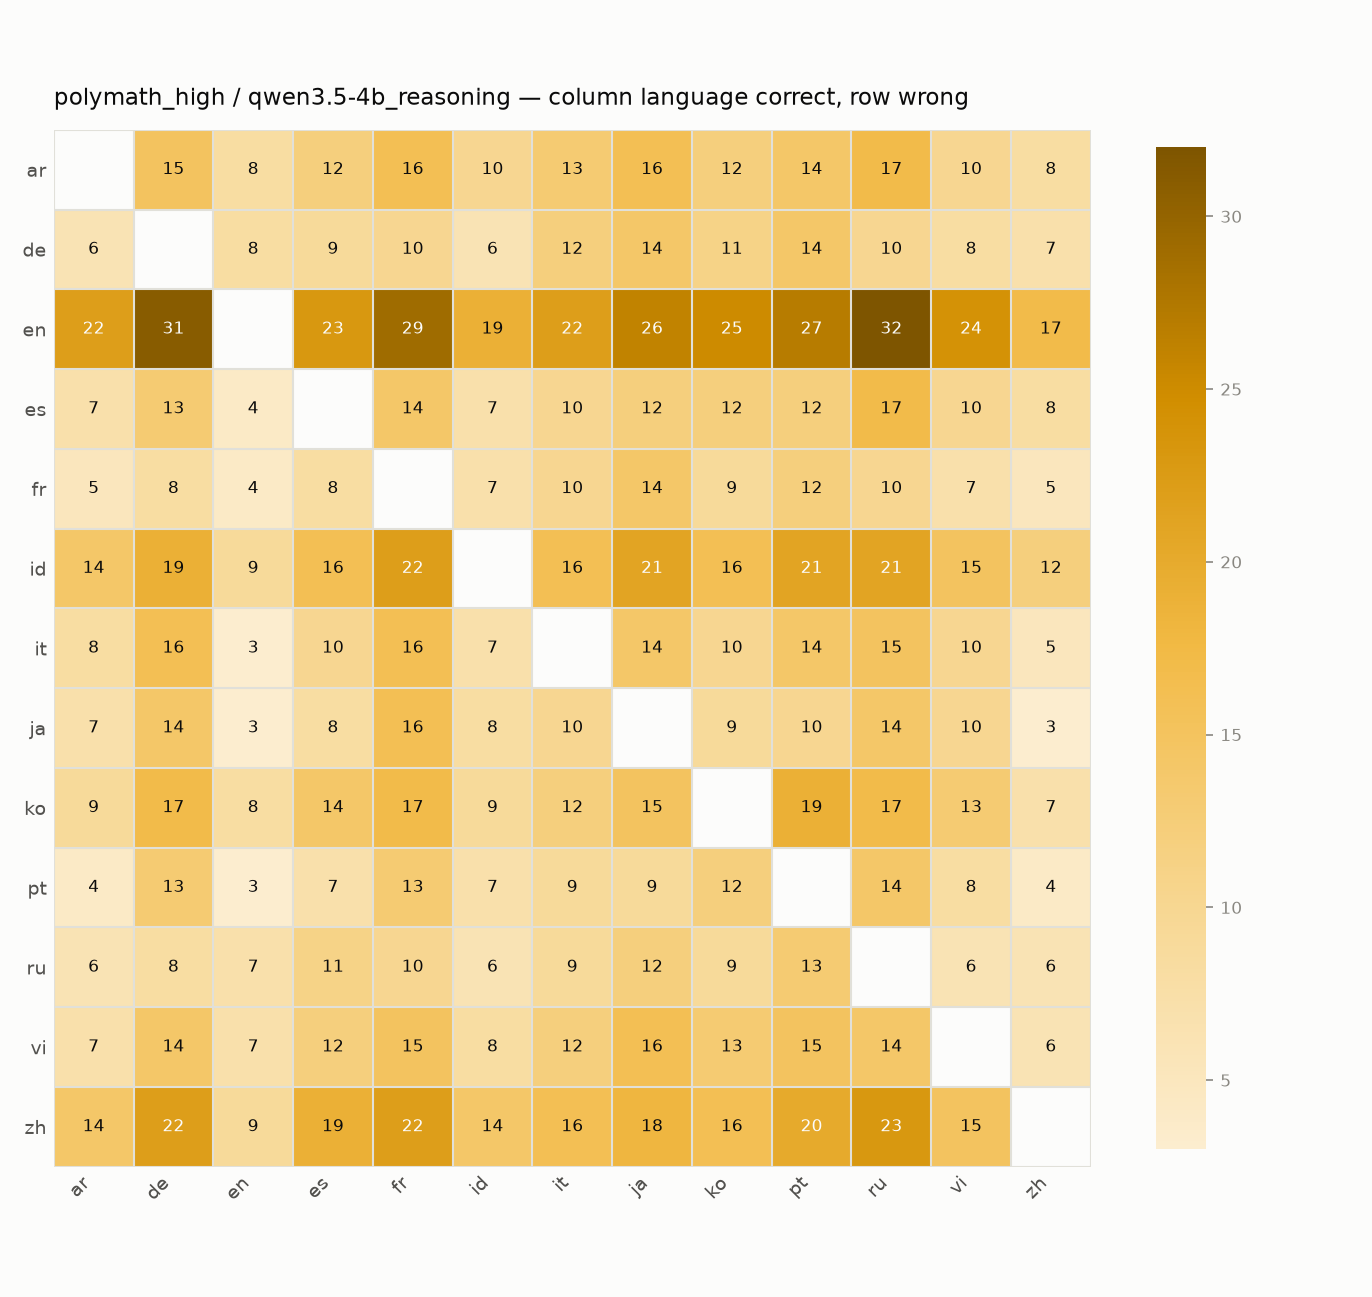 polymath_high / qwen3.5-4b_reasoning — column language correct, row wrong
ar 15 8 12 16 10 13 16 12 14 17 10 8
de 6 8 9 10 6 12 14 11 14 10 8 7
en 22 31 23 29 19 22 26 25 27 32 24 17
es 7 13 4 14 7 10 12 12 12 17 10 8
fr 5 8 4 8 7 10 14 9 12 10 7 5
id 14 19 9 16 22 16 21 16 21 21 15 12
it 8 16 3 10 16 7 14 10 14 15 10 5
ja 7 14 3 8 16 8 10 9 10 14 10 3
ko 9 17 8 14 17 9 12 15 19 17 13 7
pt 4 13 3 7 13 7 9 9 12 14 8 4
ru 6 8 7 11 10 6 9 12 9 13 6 6
vi 7 14 7 12 15 8 12 16 13 15 14 6
zh 14 22 9 19 22 14 16 18 16 20 23 15
ar de en es fr id it ja ko pt ru vi zh
30
25
20
15
10
5